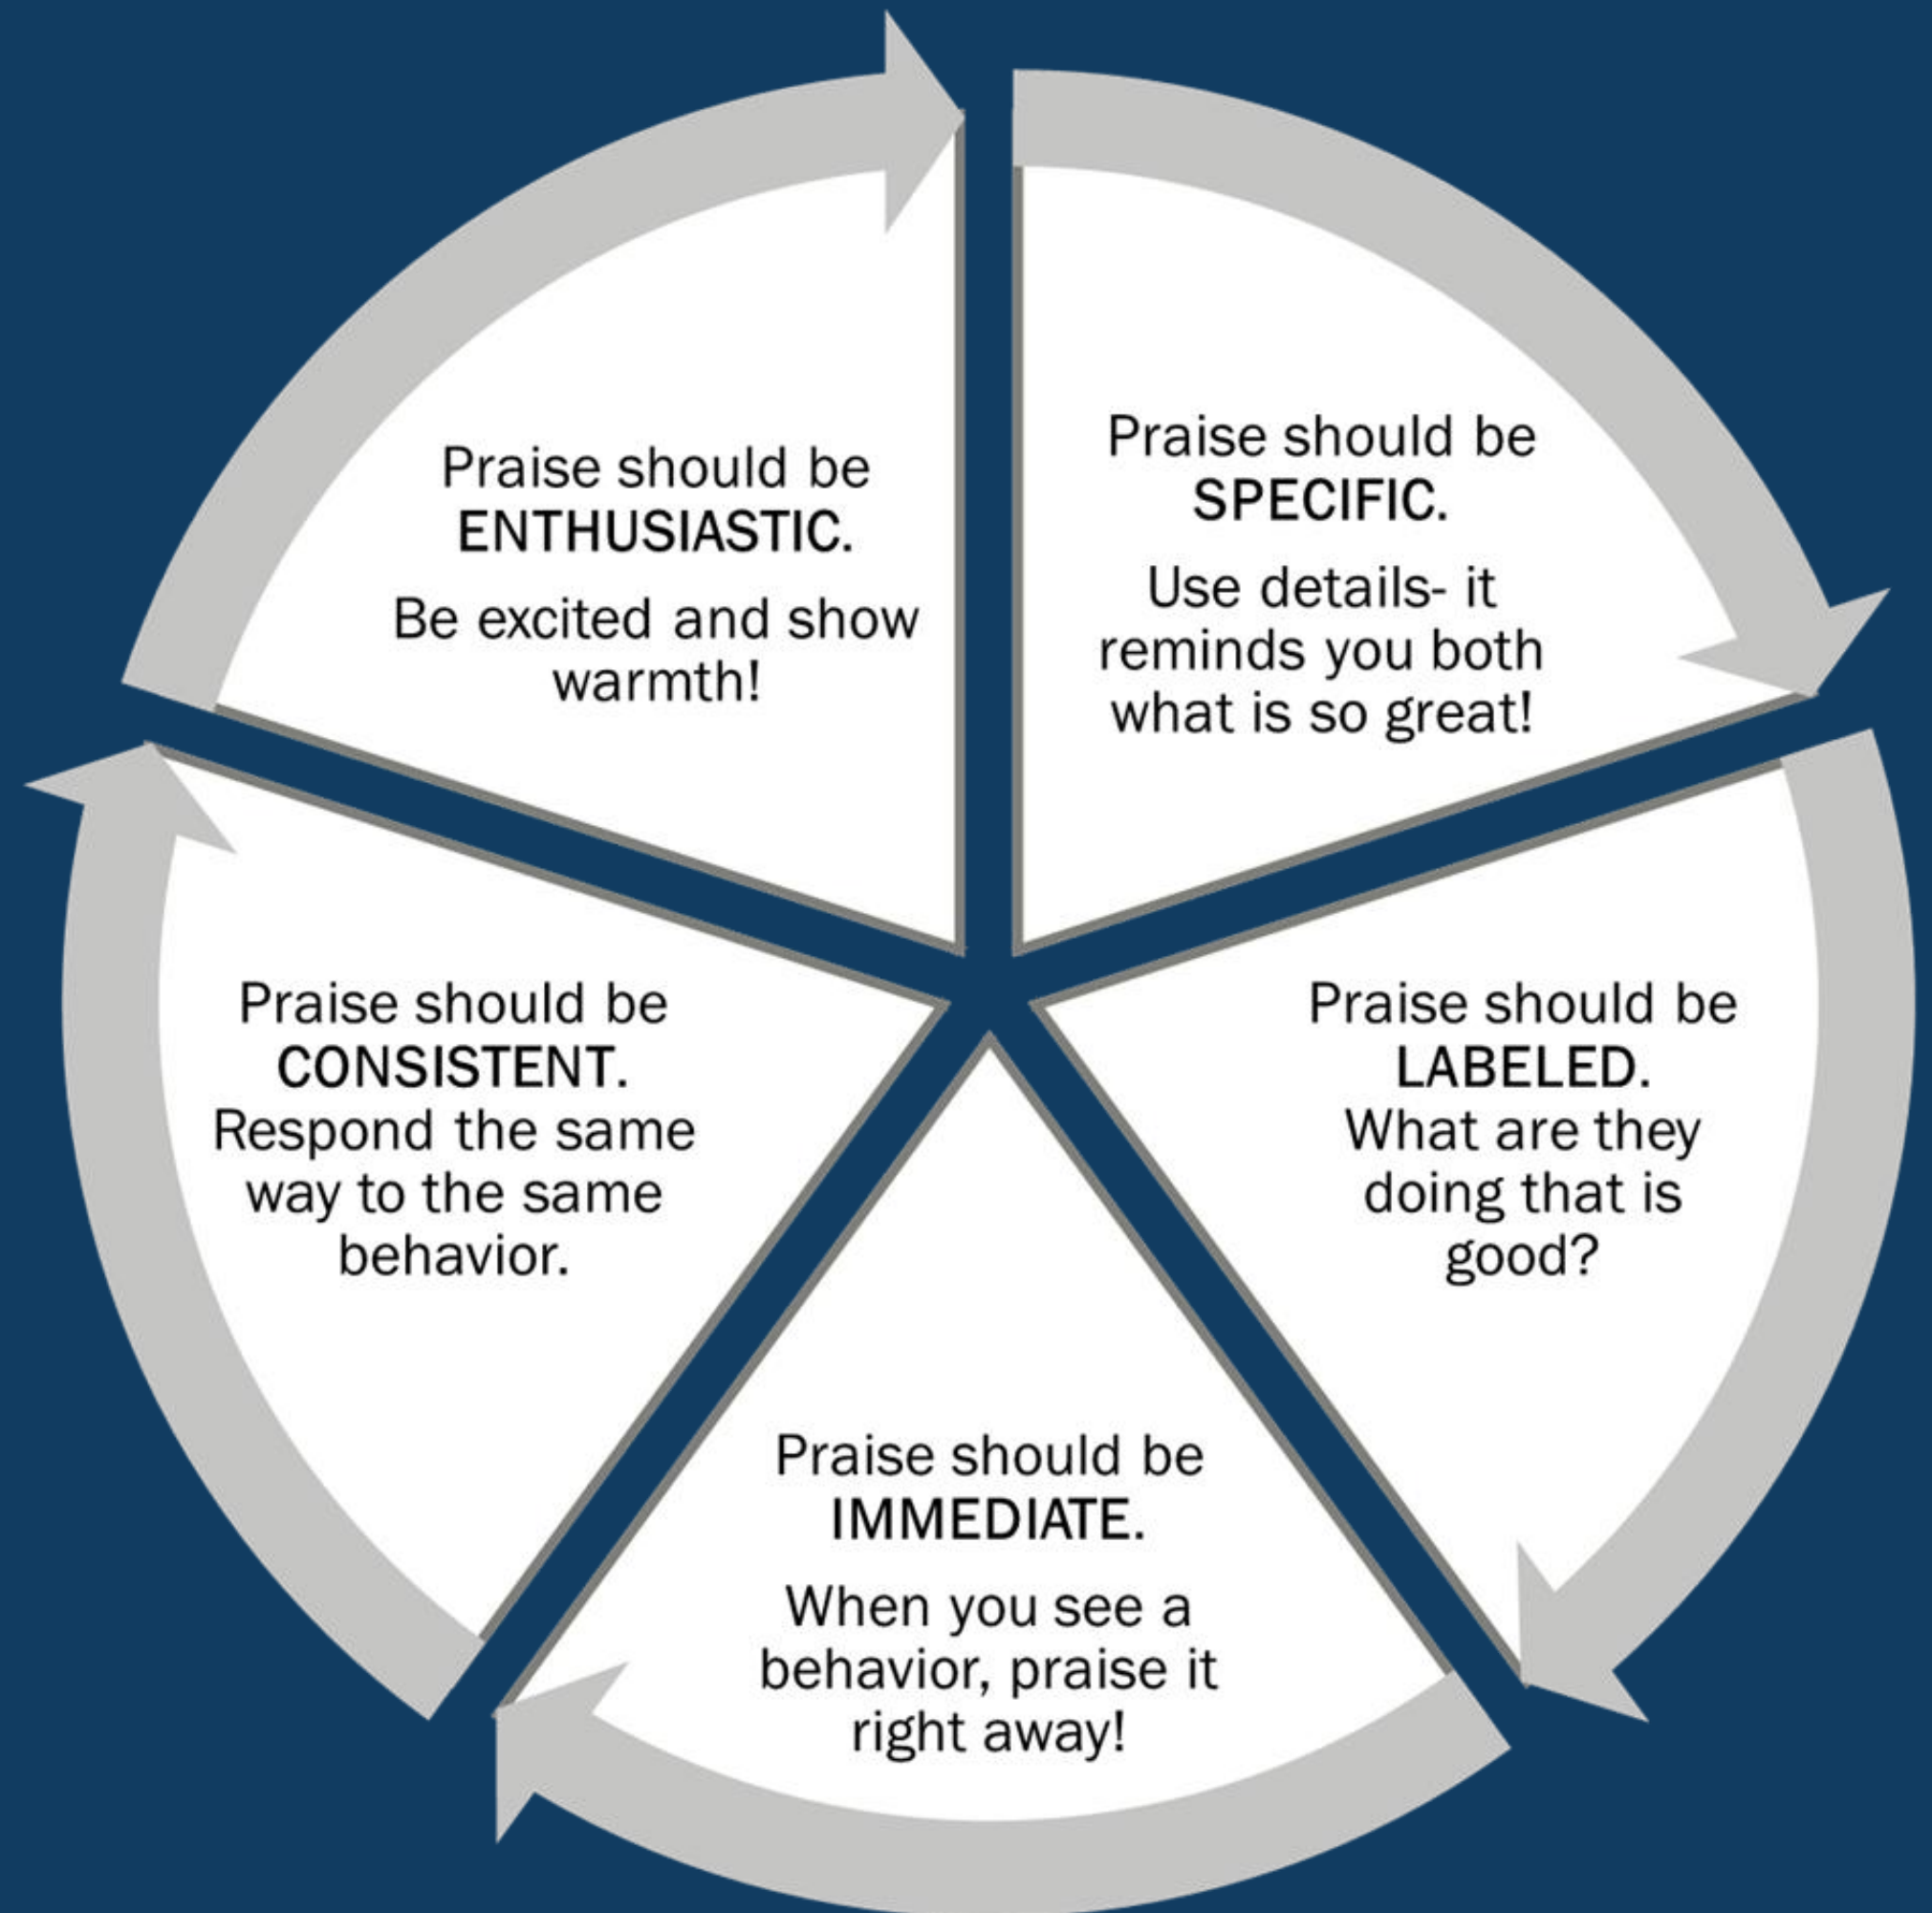 Praise should be
SPECIFIC.
Use details- it
reminds you both
what is so great!
Praise should be
LABELED.
What are they
doing that is
good?
Praise should be
IMMEDIATE.
When you see a
behavior, praise it
right away!
Praise should be
CONSISTENT.
Respond the same
way to the same
behavior.
Praise should be
ENTHUSIASTIC.
Be excited and show
warmth!